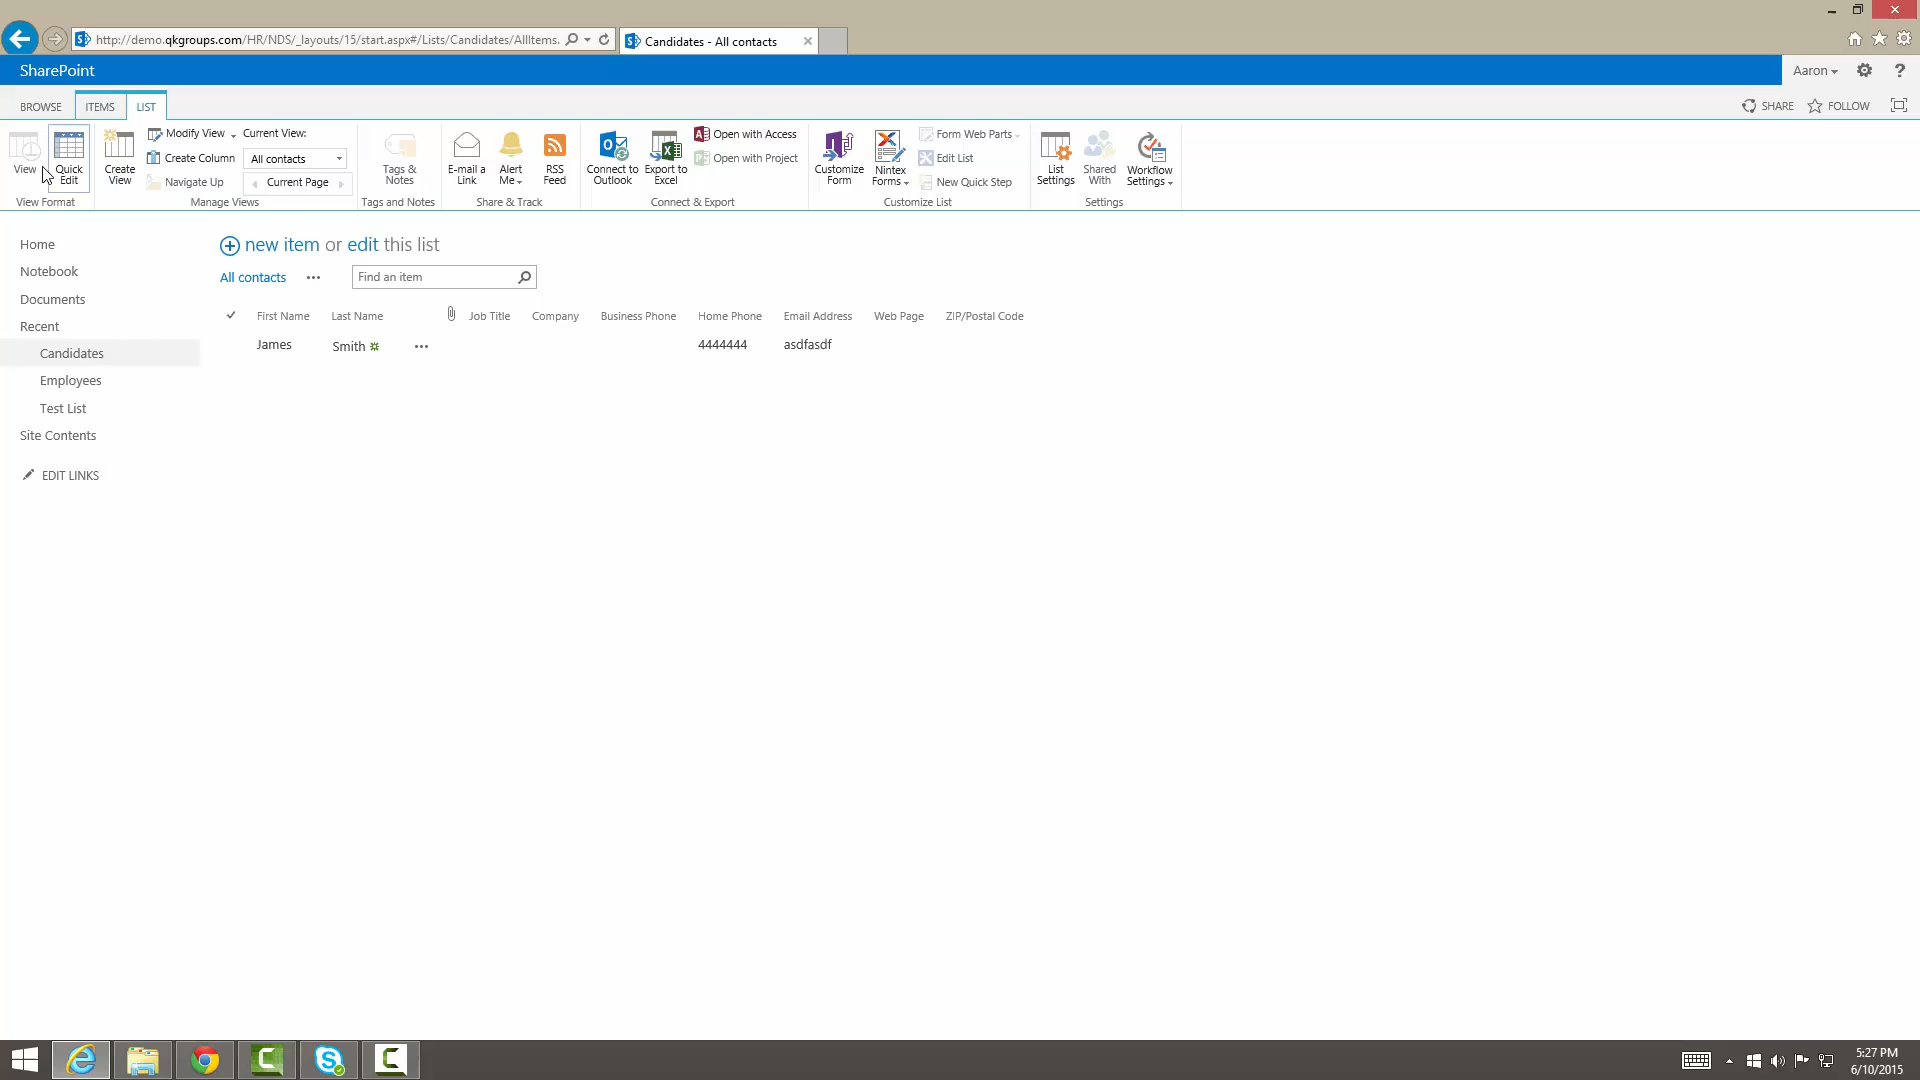 http://demo.qkgroups.com/HR/NDS/_layouts/15/start.aspx#/Lists/Candidates/AllItems.
Candidates - All contacts
SharePoint
Aaron
BROWSE ITEMS LIST
SHARE FOLLOW
View
Quick Edit
View Format
Create View
Modify View
Create Column
Navigate Up
Current View:
All contacts
Current Page
Manage Views
Tags & Notes
Tags and Notes
E-mail a Link
Alert Me
RSS Feed
Share & Track
Connect to Outlook
Export to Excel
Open with Access
Open with Project
Connect & Export
Customize Form
Nintex Forms
Form Web Parts
Edit List
New Quick Step
Customize List
List Settings
Shared With
Workflow Settings
Settings
Home
Notebook
Documents
Recent
Candidates
Employees
Test List
Site Contents
EDIT LINKS
new item or edit this list
All contacts ••• Find an item
First Name Last Name Job Title Company Business Phone Home Phone Email Address Web Page ZIP/Postal Code
James Smith ••• 4444444 asdfasdf
5:27 PM
6/10/2015